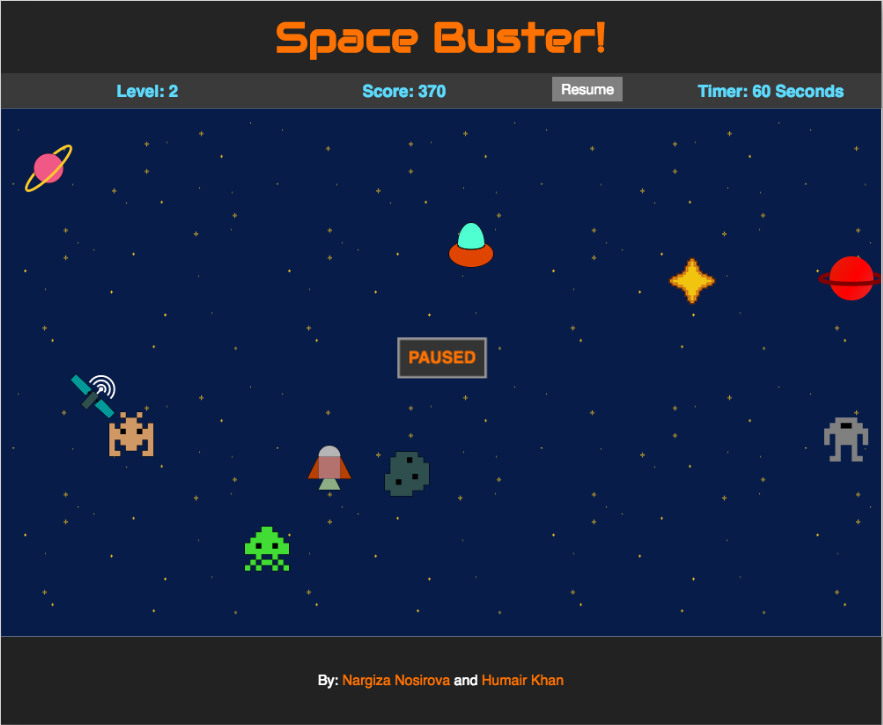 Space Buster!
Level: 2 Score: 370 Resume Timer: 60 Seconds
PAUSED
By: Nargiza Nosirova and Humair Khan